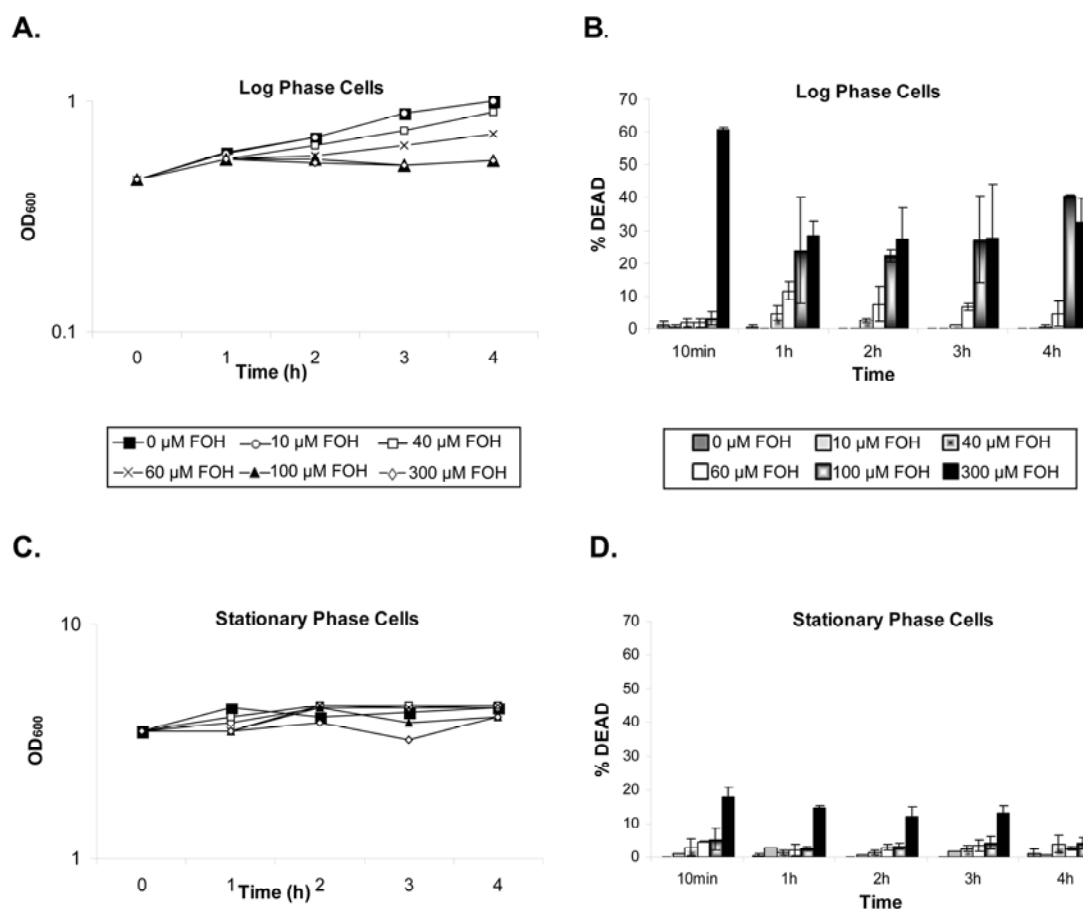 A.
Log Phase Cells
1
0.1
OD600
0 1 2 3 4
Time (h)
0 µM FOH 10 µM FOH 40 µM FOH
60 µM FOH 100 µM FOH 300 µM FOH
B.
Log Phase Cells
70
60
50
40
30
20
10
0
% DEAD
10min 1h 2h 3h 4h
Time
0 µM FOH 10 µM FOH 40 µM FOH
60 µM FOH 100 µM FOH 300 µM FOH
C.
Stationary Phase Cells
10
1
OD600
0 1 2 3 4
Time (h)
D.
Stationary Phase Cells
70
60
50
40
30
20
10
0
% DEAD
10min 1h 2h 3h 4h
Time